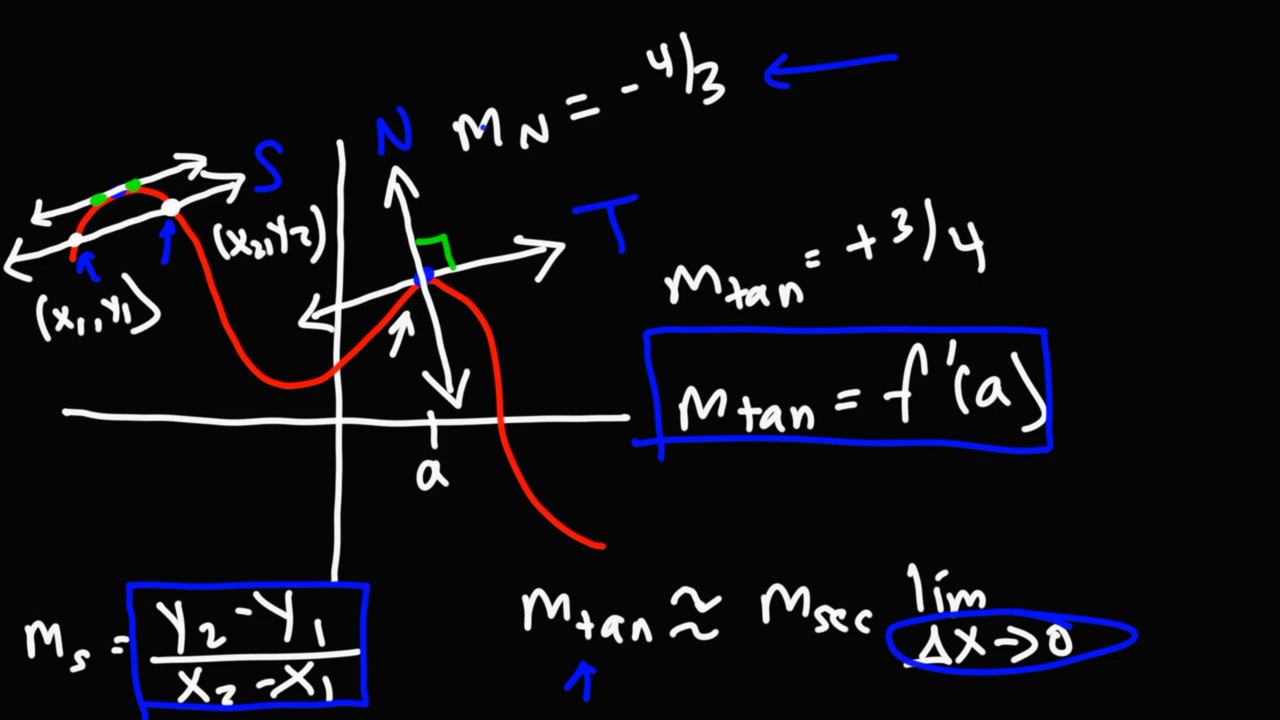 N m_N = -4/3
S
T
(x₂,y₂)
m_tan = +3/4
(x₁,y₁)
m_tan = f'(a)
a
m_s = (y₂-y₁)/(x₂-x₁)
m_tan ≈ m_sec lim Δx→0